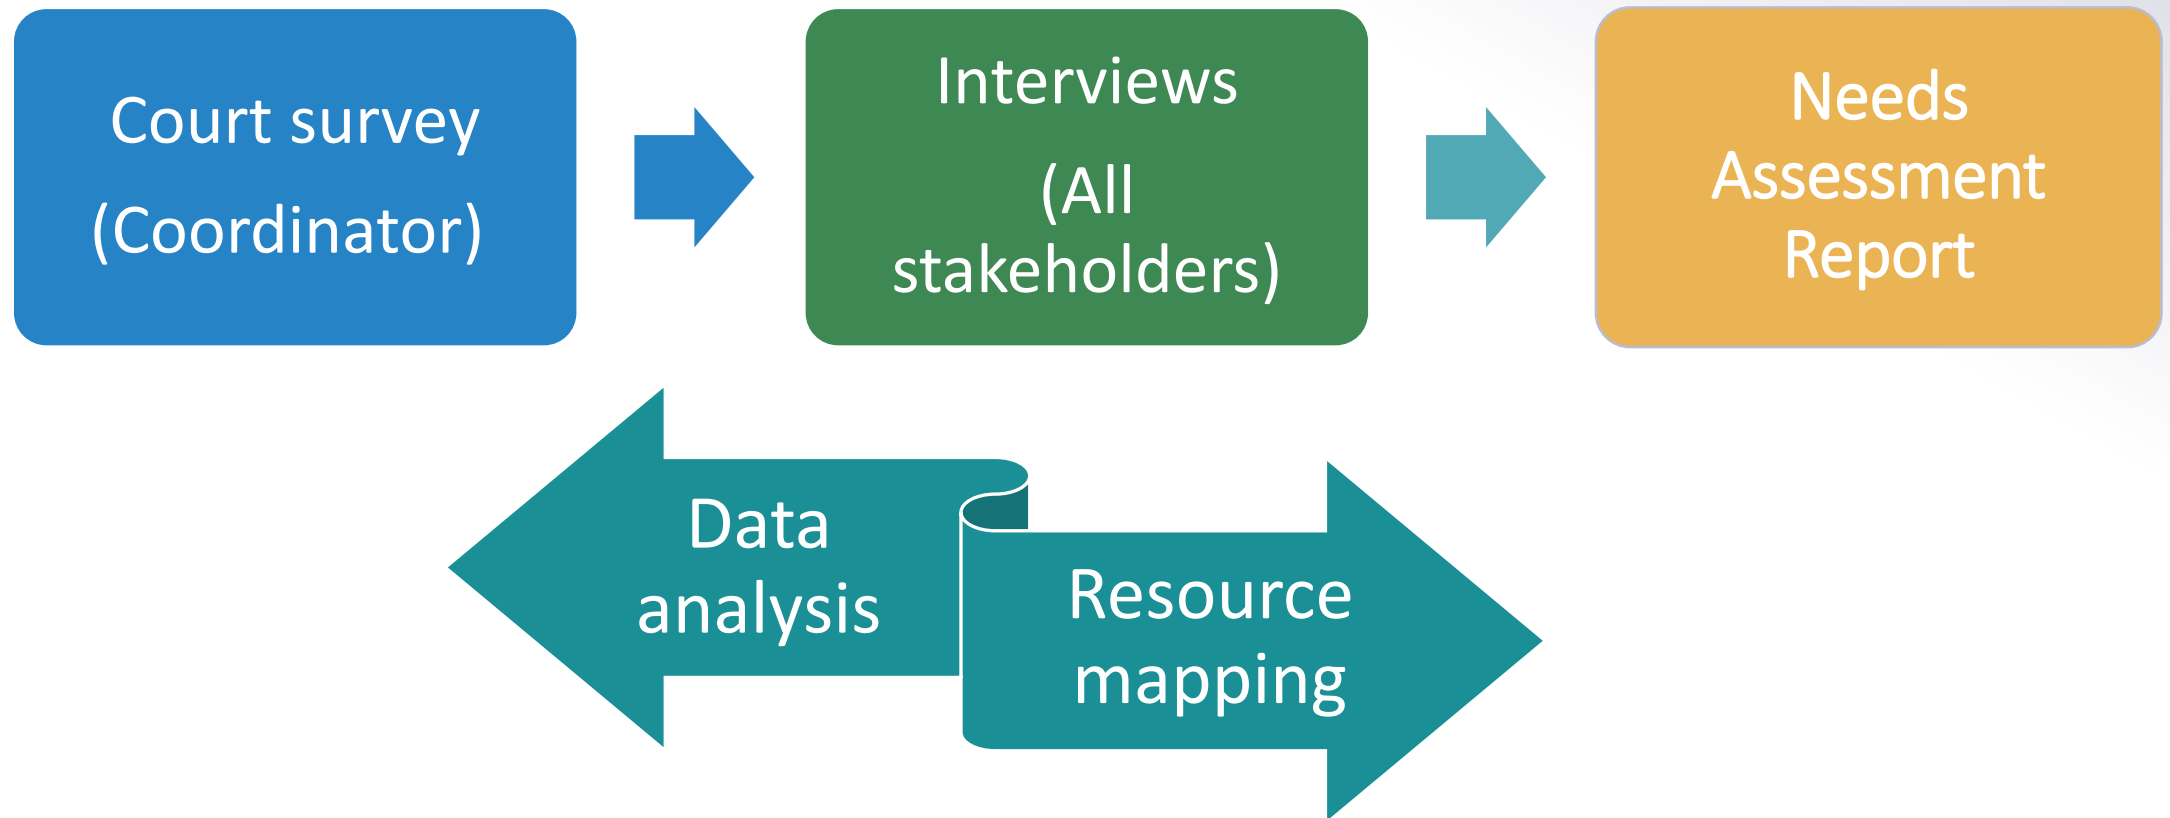 Court survey
(Coordinator)
Interviews
(All
stakeholders)
Needs
Assessment
Report
Data
analysis
Resource
mapping